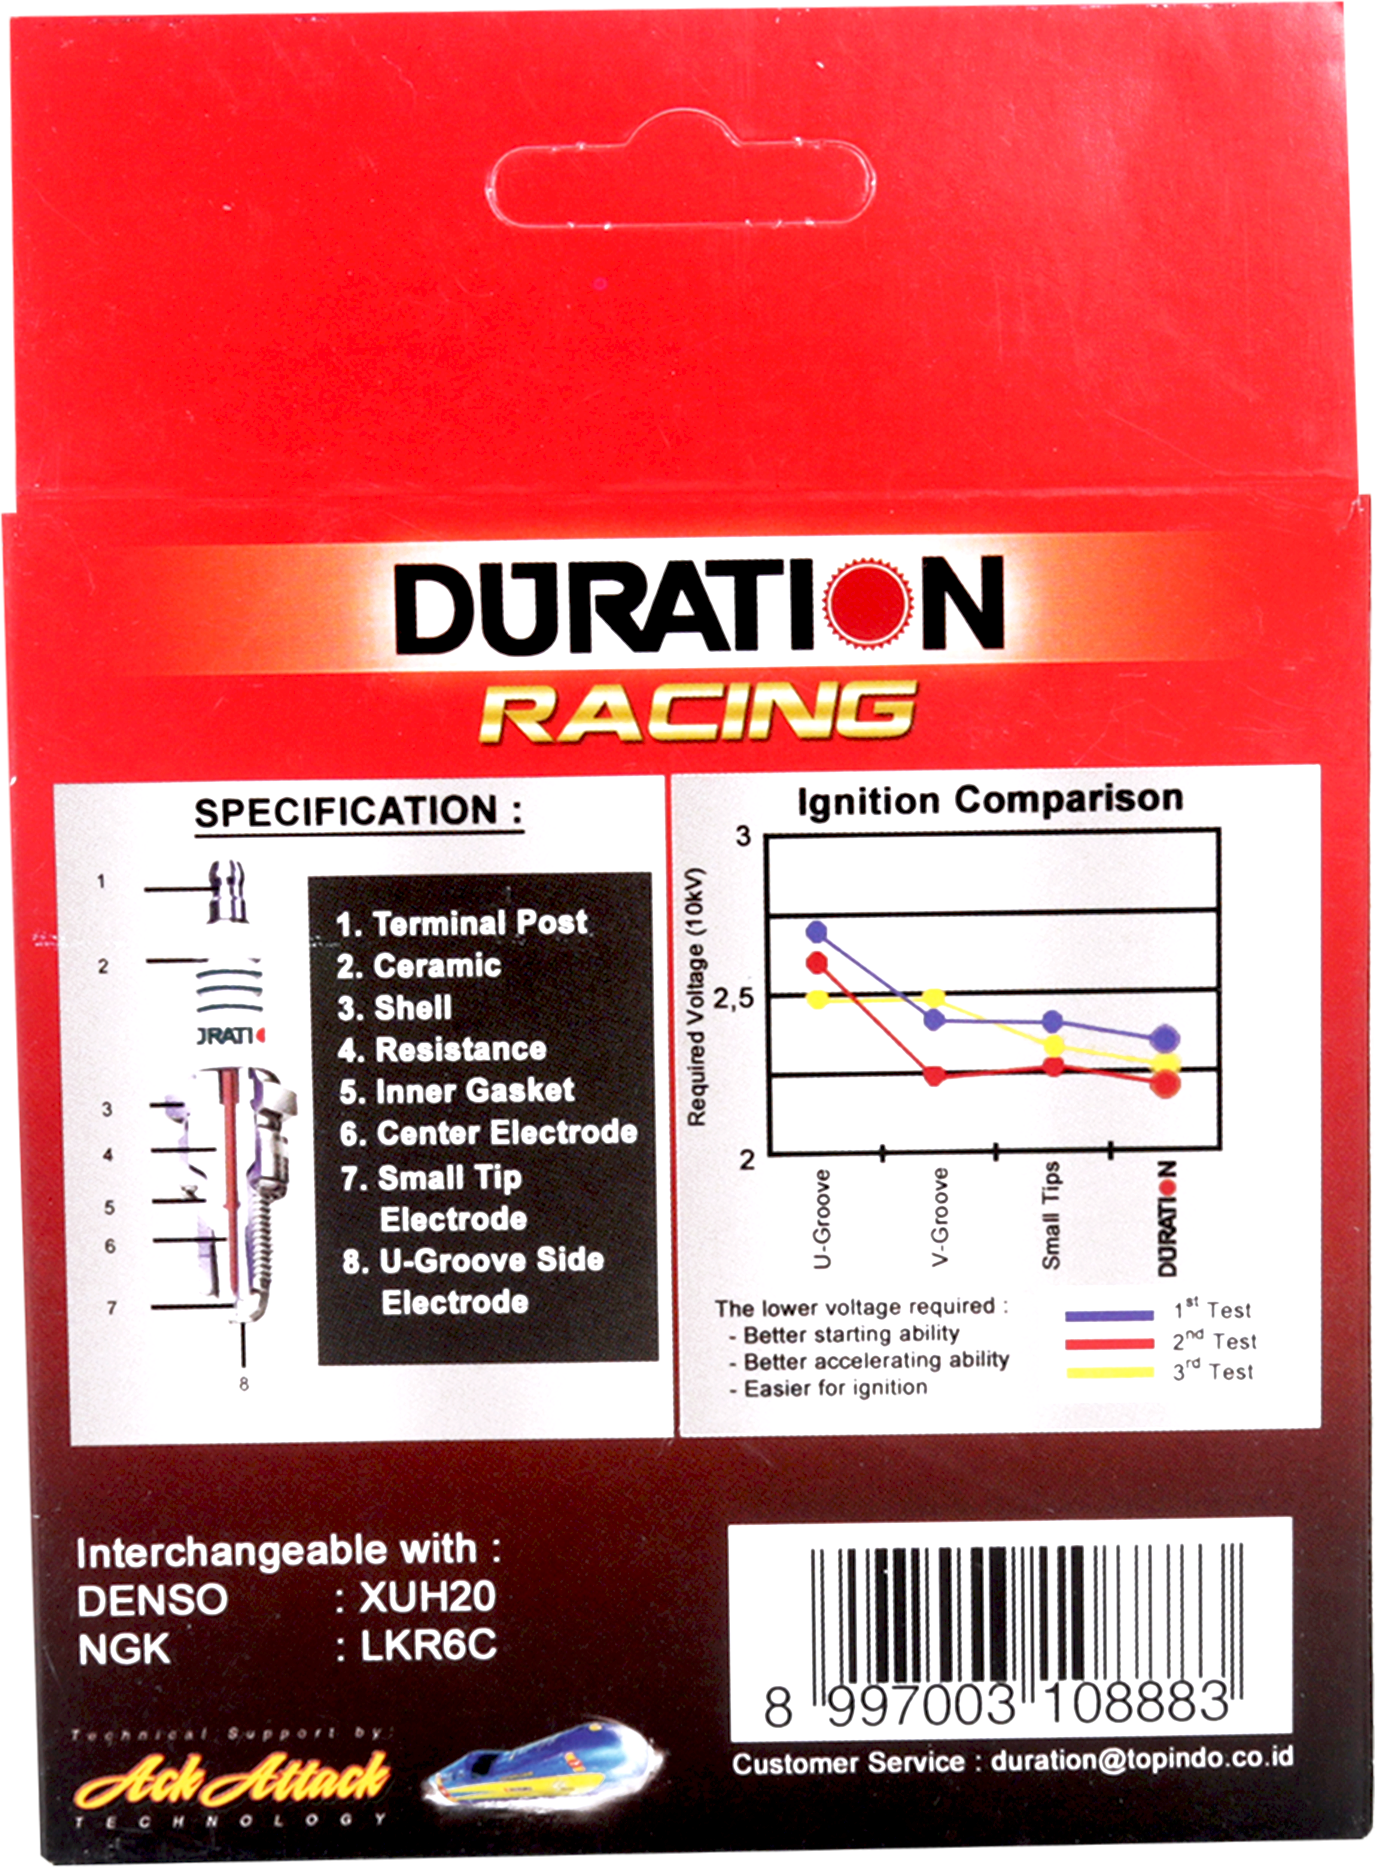 DURATION
RACING
SPECIFICATION :
1
2
3
4
5
6
7
8
DURATI
1. Terminal Post
2. Ceramic
3. Shell
4. Resistance
5. Inner Gasket
6. Center Electrode
7. Small Tip
Electrode
8. U-Groove Side
Electrode
Ignition Comparison
Required Voltage (10kV)
3
2,5
2
U-Groove
V-Groove
Small Tips
DURATION
The lower voltage required :
- Better starting ability
- Better accelerating ability
- Easier for ignition
1st Test
2nd Test
3rd Test
Interchangeable with :
DENSO : XUH20
NGK : LKR6C
Technical Support by:
Ack Attack
TECHNOLOGY
8 997003 108883
Customer Service : duration@topindo.co.id